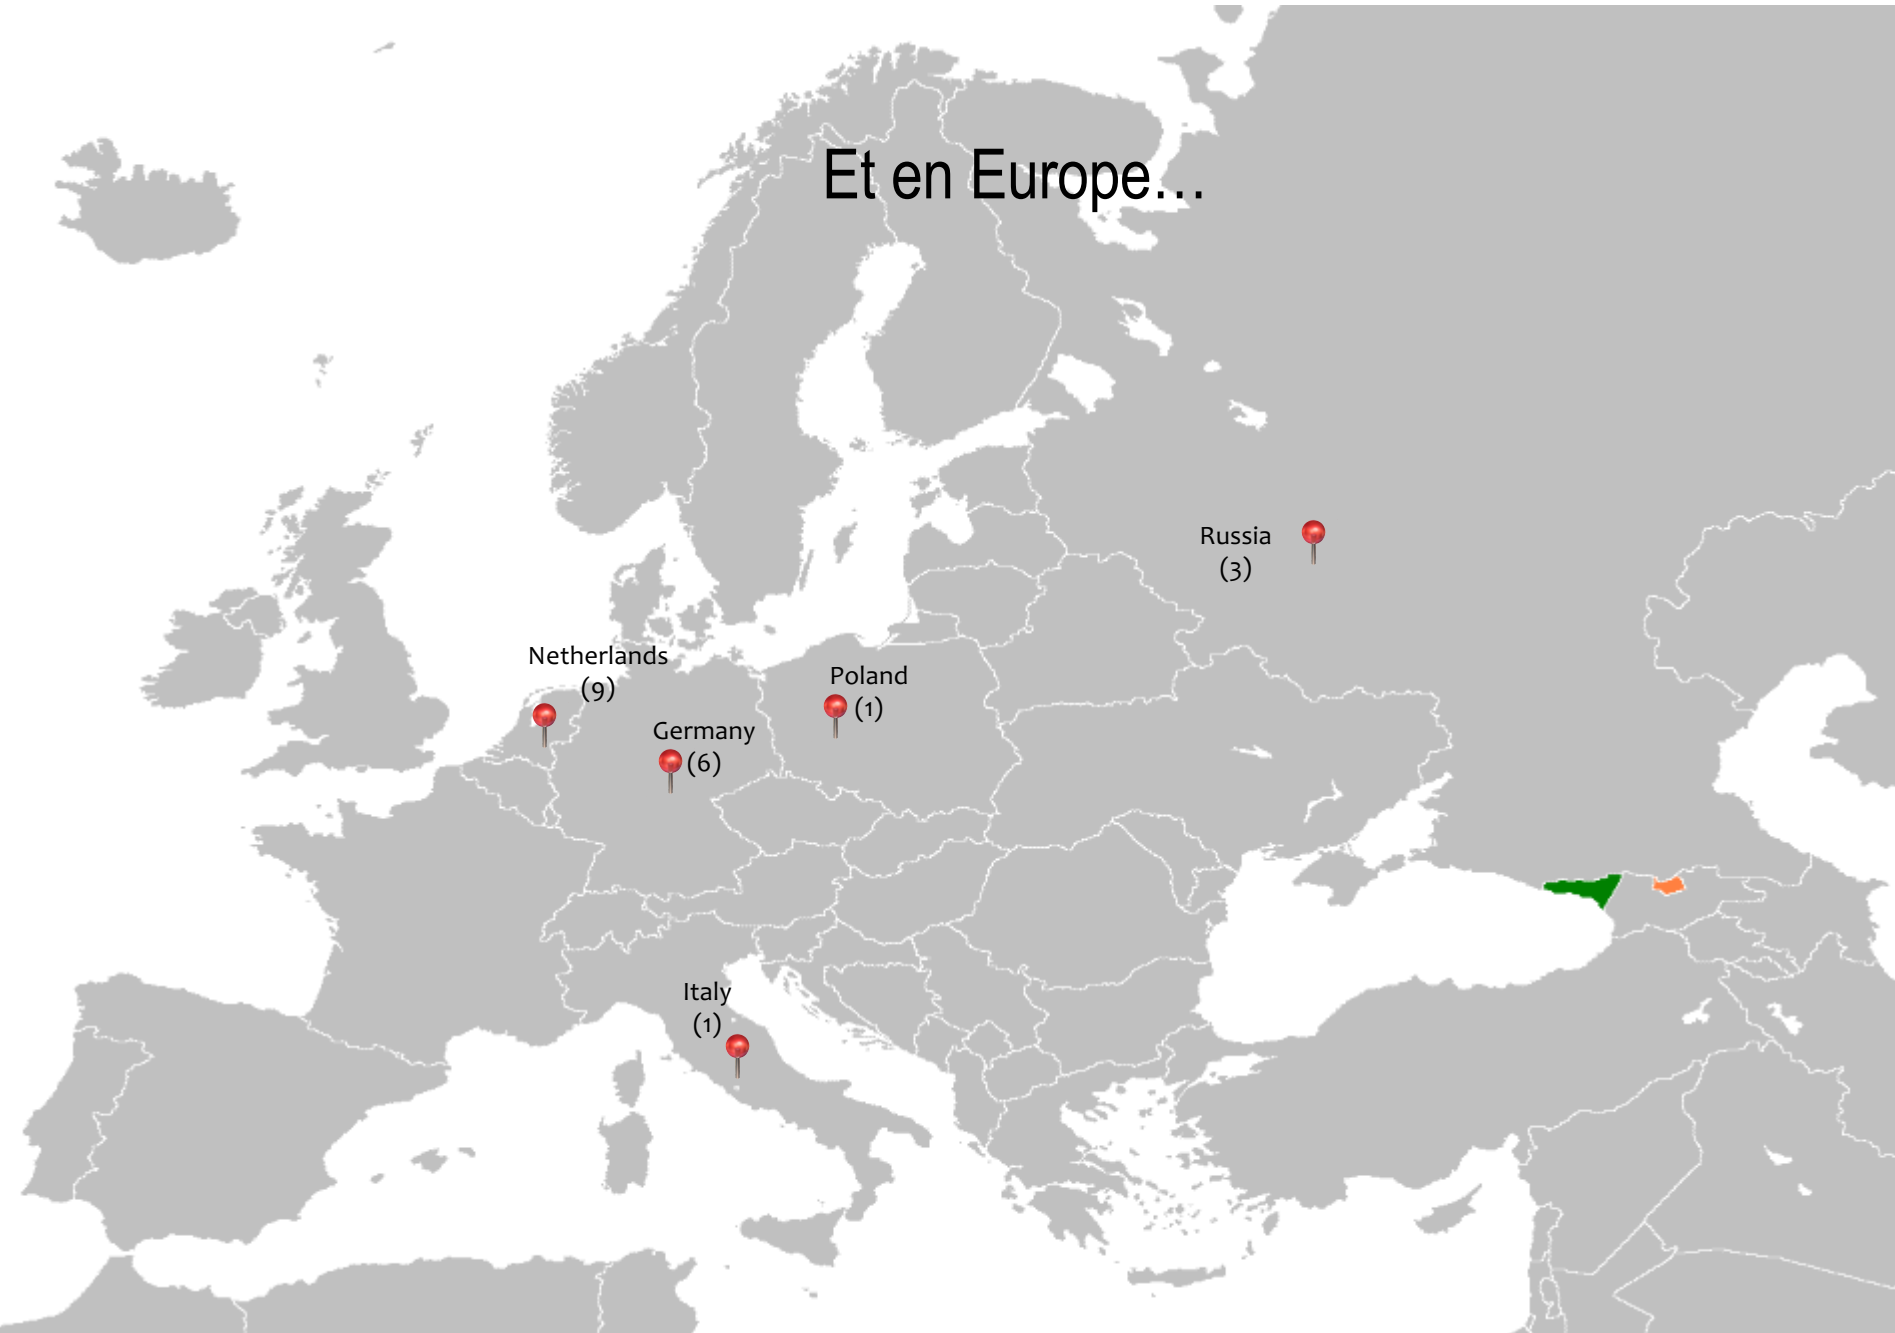 Et en Europe…
Russia
(3)
Netherlands
(9)
Poland
(1)
Germany
(6)
Italy
(1)